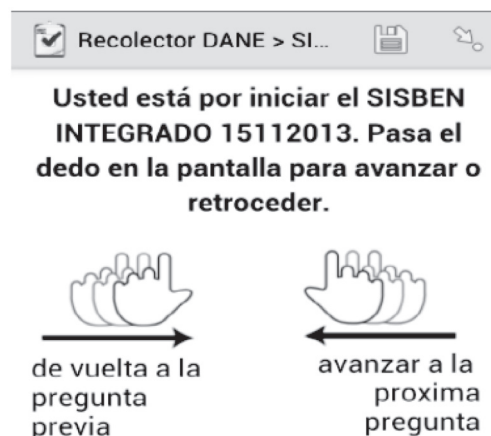 Recolector DANE > SI...
Usted está por iniciar el SISBEN
INTEGRADO 15112013. Pasa el
dedo en la pantalla para avanzar o
retroceder.
de vuelta a la
pregunta
previa
avanzar a la
proxima
pregunta